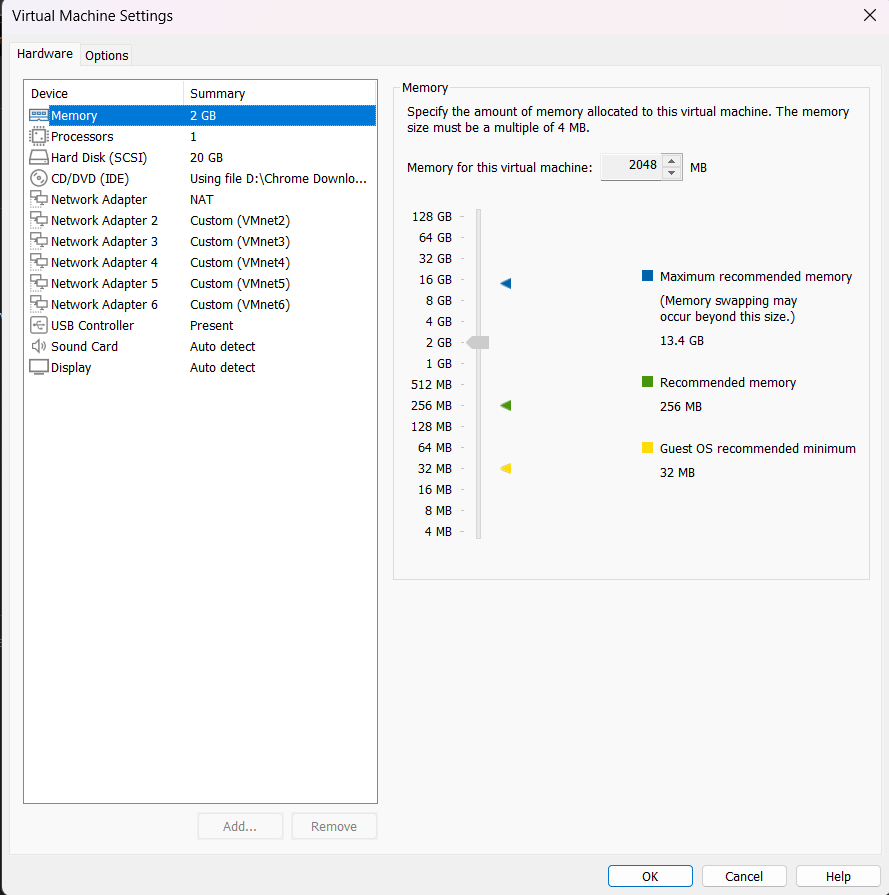 Virtual Machine Settings
Hardware
Options
Device Summary
Memory 2 GB
Processors 1
Hard Disk (SCSI) 20 GB
CD/DVD (IDE) Using file D:\Chrome Downlo...
Network Adapter NAT
Network Adapter 2 Custom (VMnet2)
Network Adapter 3 Custom (VMnet3)
Network Adapter 4 Custom (VMnet4)
Network Adapter 5 Custom (VMnet5)
Network Adapter 6 Custom (VMnet6)
USB Controller Present
Sound Card Auto detect
Display Auto detect
Add...
Remove
Memory
Specify the amount of memory allocated to this virtual machine. The memory
size must be a multiple of 4 MB.
Memory for this virtual machine: 2048 MB
128 GB
64 GB
32 GB
16 GB
8 GB
4 GB
2 GB
1 GB
512 MB
256 MB
128 MB
64 MB
32 MB
16 MB
8 MB
4 MB
Maximum recommended memory
(Memory swapping may
occur beyond this size.)
13.4 GB
Recommended memory
256 MB
Guest OS recommended minimum
32 MB
OK
Cancel
Help